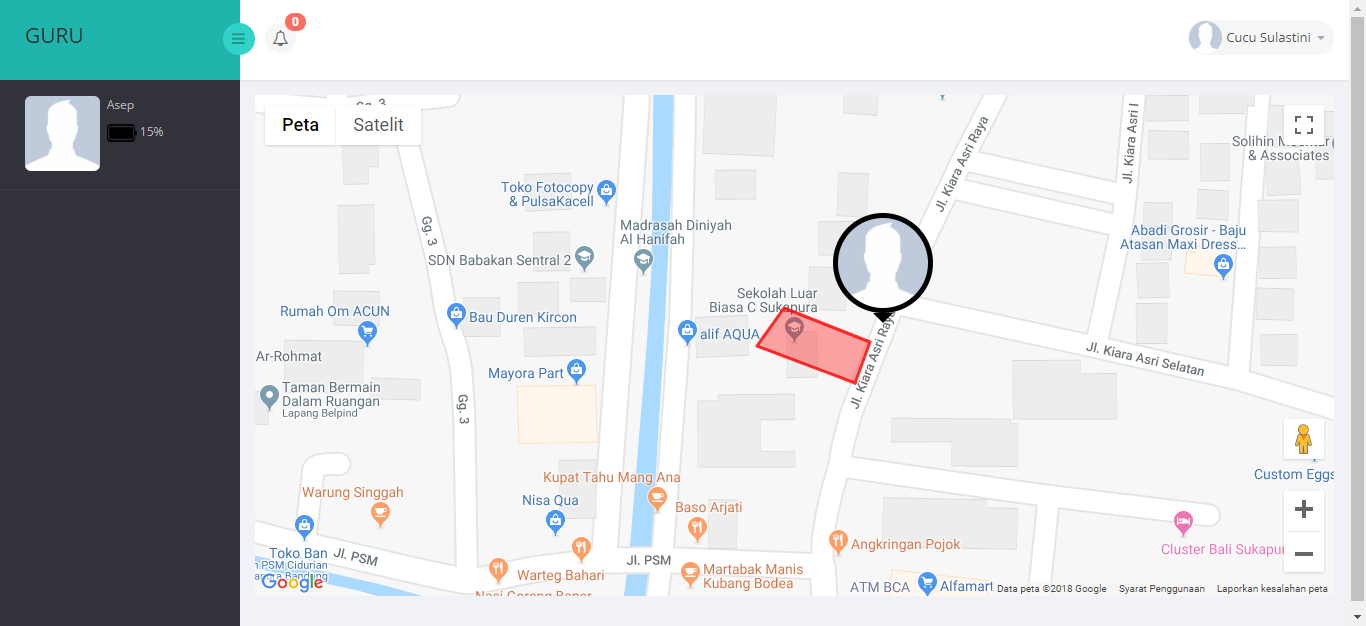 GURU
0
Cucu Sulastini
Asep
15%
Peta
Satelit
Gg. 3
Jl. Kiara Asri Raya
Jl. Kiara Asri I
& Associates
Toko Fotocopy
& PulsaKacell
Madrasah Diniyah
Al Hanifah
Gg. 3
SDN Babakan Sentral 2
Abadi Grosir - Baju
Atasan Maxi Dress...
Sekolah Luar
Biasa C Sukapura
Rumah Om ACUN
Bau Duren Kircon
alif AQUA
Jl. Kiara Asri Raya
Jl. Kiara Asri Selatan
Ar-Rohmat
Mayora Part
Taman Bermain
Dalam Ruangan
Lapang Belpind
Gg. 3
Kupat Tahu Mang Ana
Custom Eggs
Warung Singgah
Nisa Qua
Baso Arjati
Toko Ban
PSM Cidurian
Bandung
Jl. PSM
Jl. PSM
Angkringan Pojok
Cluster Bali Sukapur
Warteg Bahari
Martabak Manis
Kubang Bodea
ATM BCA
Alfamart
Google
Data peta ©2018 Google
Syarat Penggunaan
Laporkan kesalahan peta